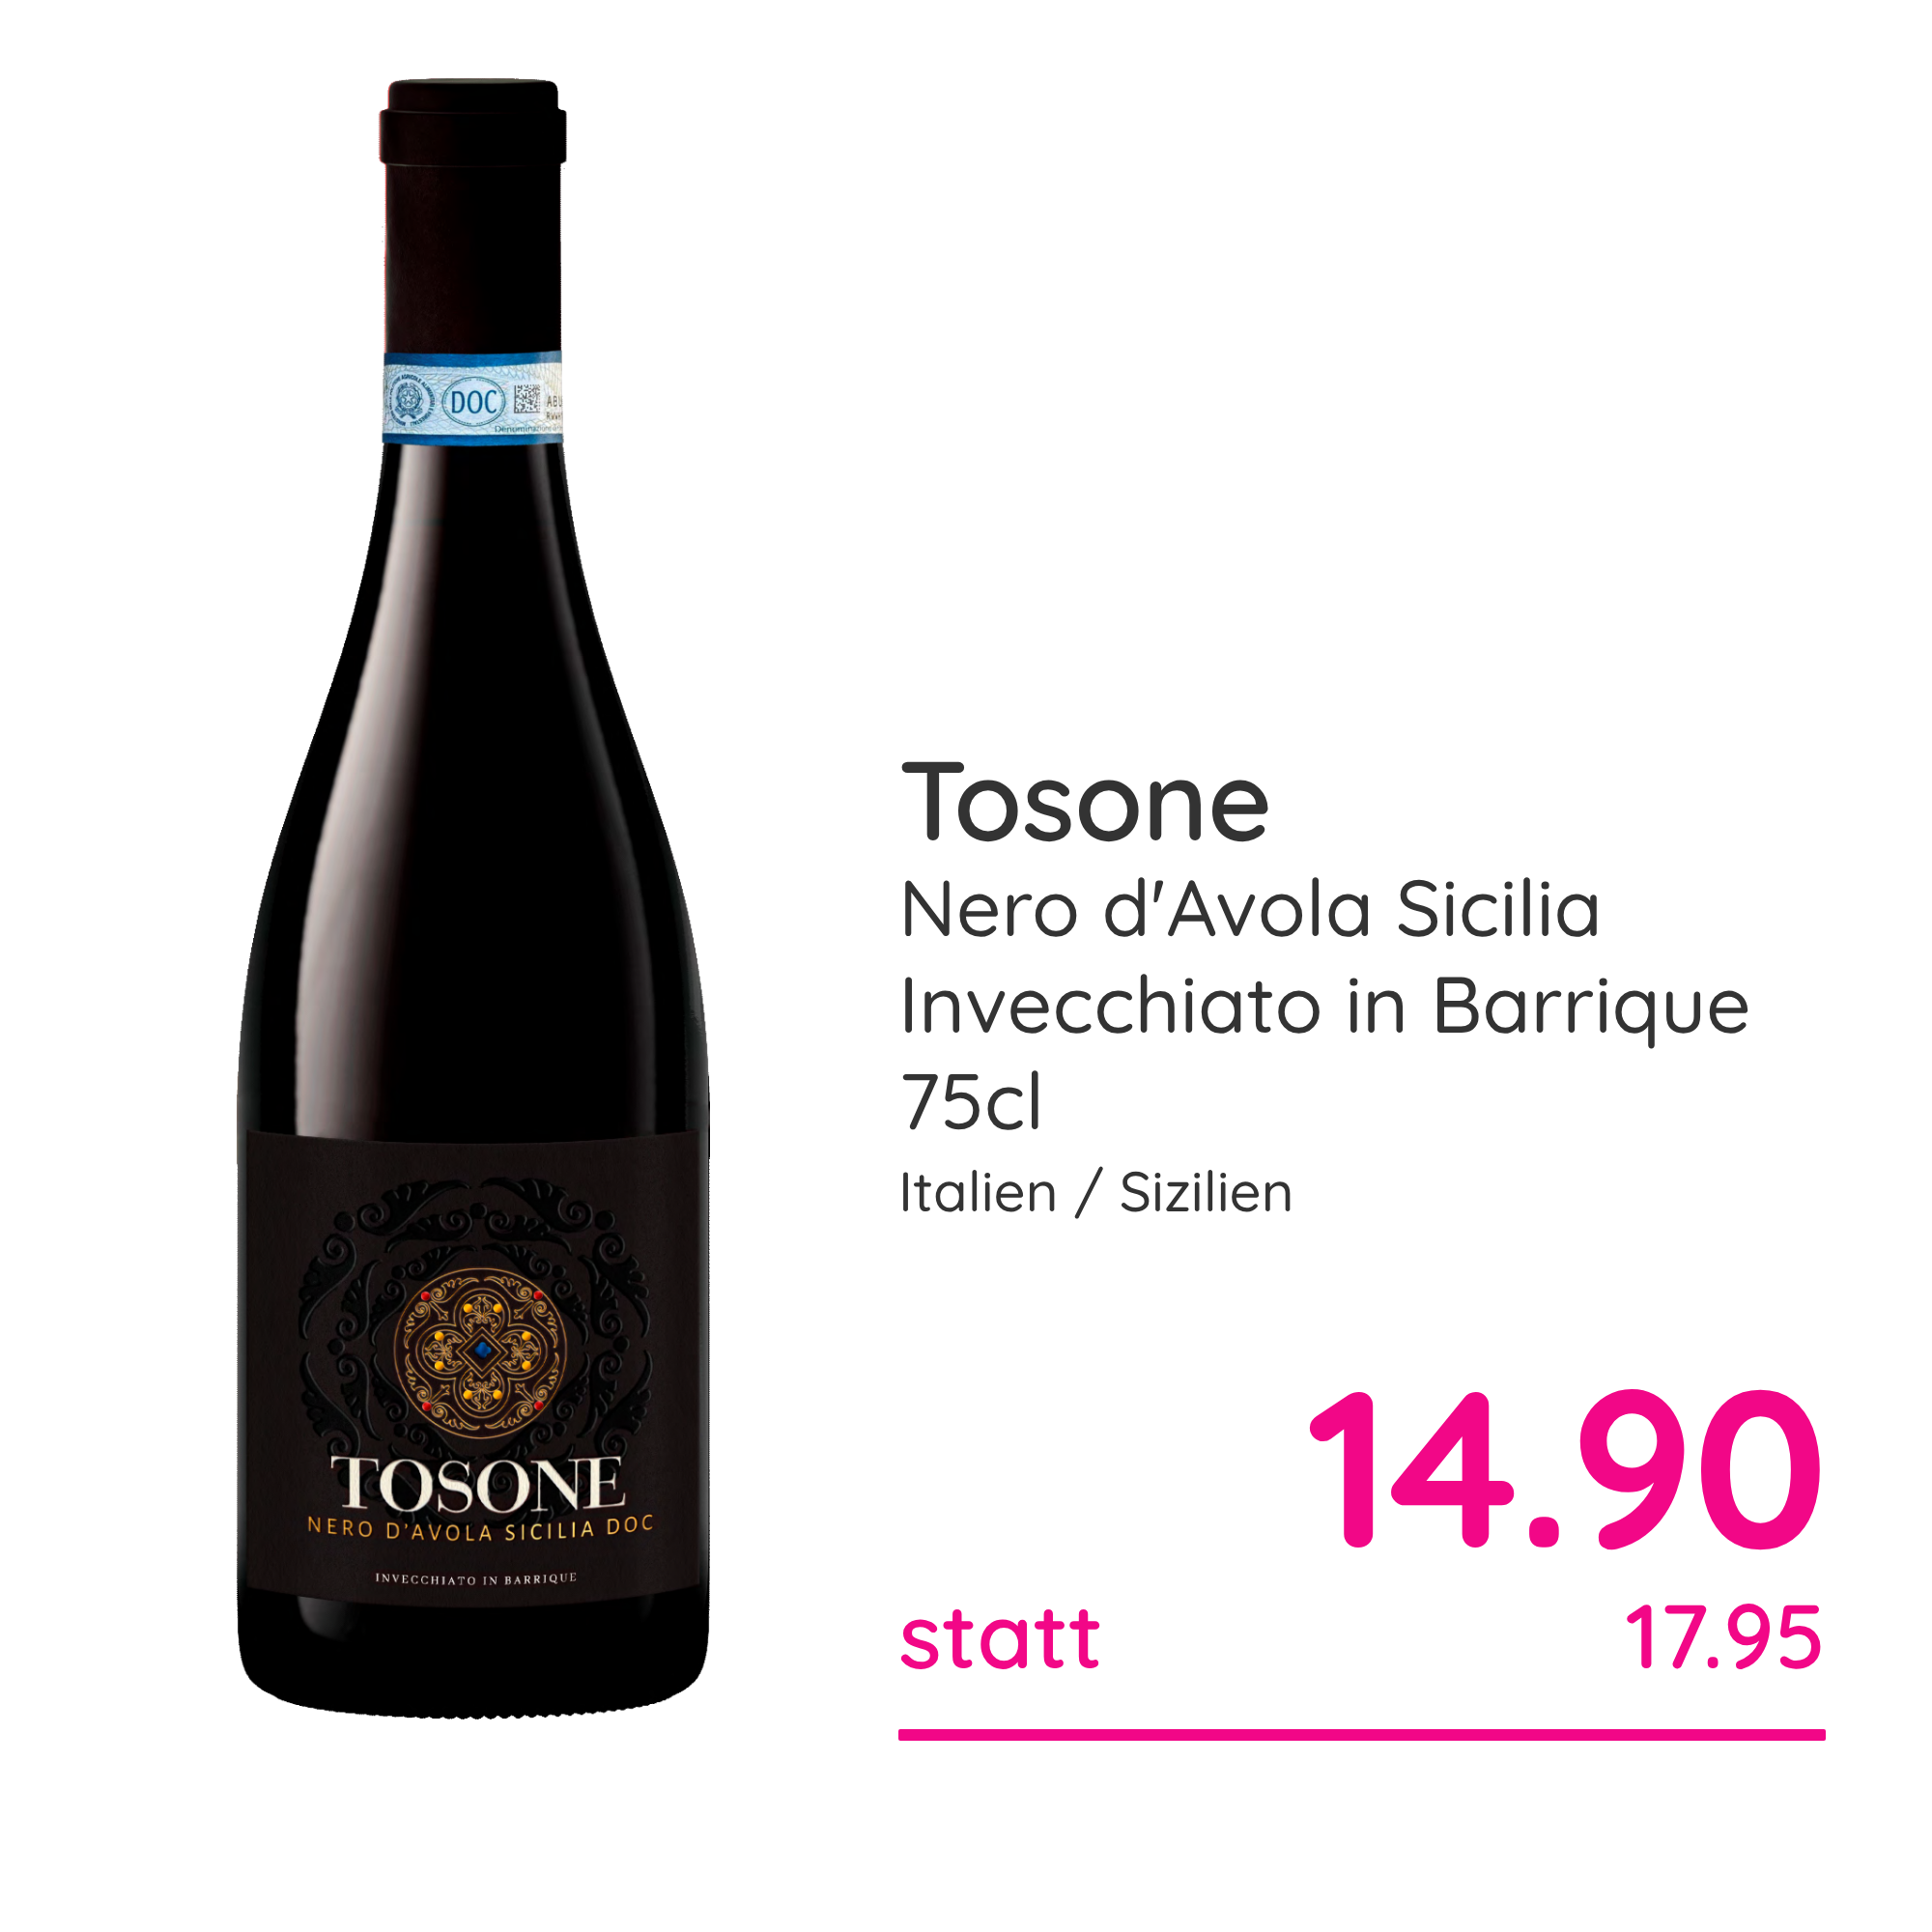 DOC
Tosone
Nero d'Avola Sicilia
Invecchiato in Barrique
75cl
Italien / Sizilien
TOSONE
NERO D'AVOLA SICILIA DOC
INVECCHIATO IN BARRIQUE
14.90
statt 17.95